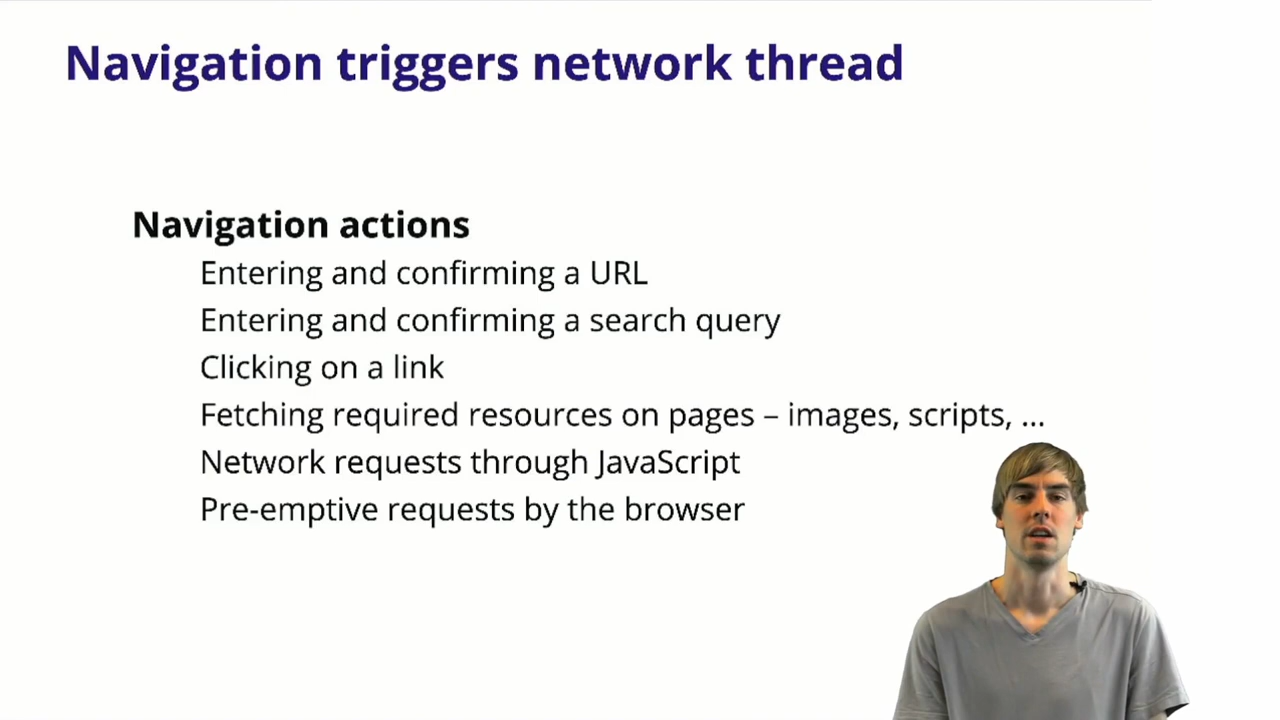 Navigation triggers network thread
Navigation actions
Entering and confirming a URL
Entering and confirming a search query
Clicking on a link
Fetching required resources on pages – images, scripts, ...
Network requests through JavaScript
Pre-emptive requests by the browser